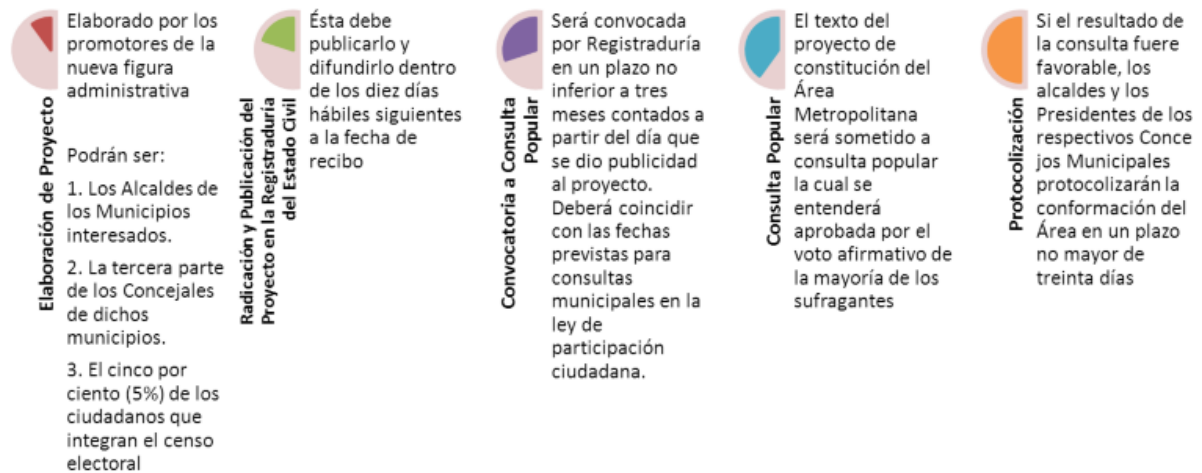 Elaboración de Proyecto
Elaborado por los
promotores de la
nueva figura
administrativa
Podrán ser:
1. Los Alcaldes de
los Municipios
interesados.
2. La tercera parte
de los Concejales
de dichos
municipios.
3. El cinco por
ciento (5%) de los
ciudadanos que
integran el censo
electoral
Radicación y Publicación del
Proyecto en la Registraduría
del Estado Civil
Ésta debe
publicarlo y
difundirlo dentro
de los diez días
hábiles siguientes
a la fecha de
recibo
Convocatoria a Consulta
Popular
Será convocada
por Registraduría
en un plazo no
inferior a tres
meses contados a
partir del día que
se dio publicidad
al proyecto.
Deberá coincidir
con las fechas
previstas para
consultas
municipales en la
ley de
participación
ciudadana.
Consulta Popular
El texto del
proyecto de
constitución del
Área
Metropolitana
será sometido a
consulta popular
la cual se
entenderá
aprobada por el
voto afirmativo de
la mayoría de los
sufragantes
Protocolización
Si el resultado de
la consulta fuere
favorable, los
alcaldes y los
Presidentes de los
respectivos Conce
jos Municipales
protocolizarán la
conformación del
Área en un plazo
no mayor de
treinta días